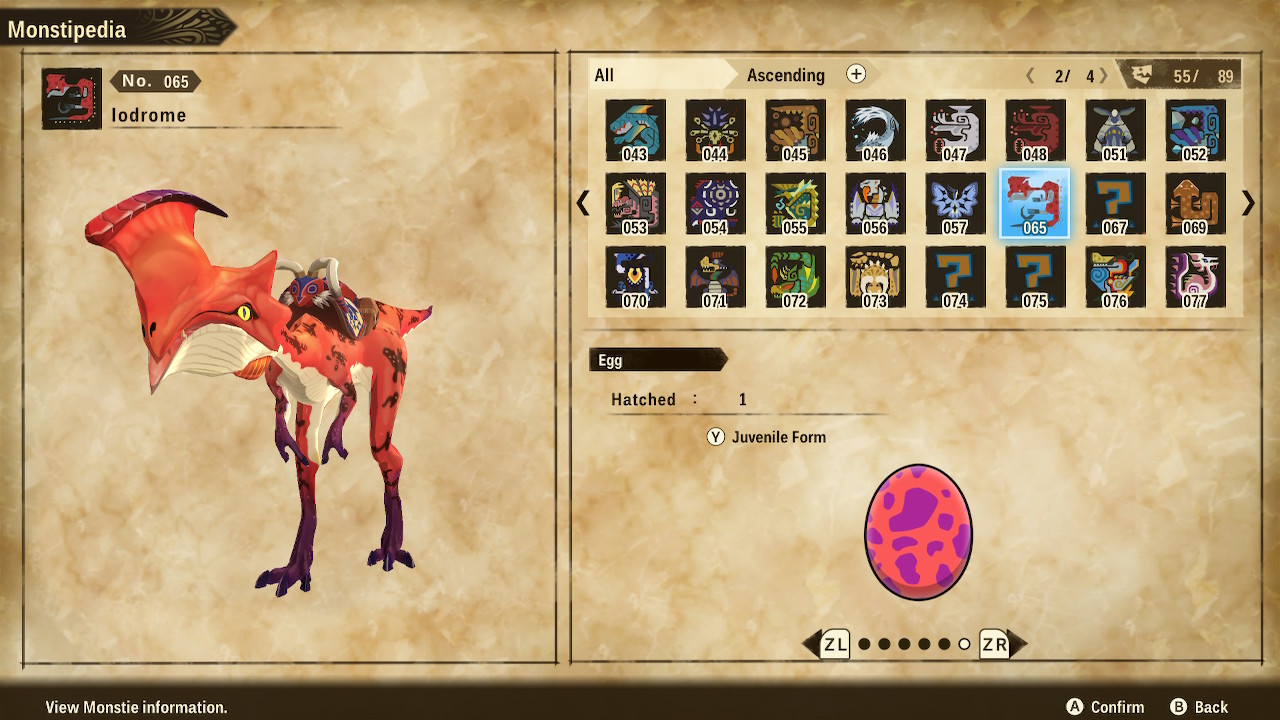 Monstipedia
No. 065
Iodrome
All
Ascending +
2/ 4
55/ 89
043 044 045 046 047 048 051 052
053 054 055 056 057 065 ? 067 069
070 071 072 073 ? 074 ? 075 076 077
Egg
Hatched : 1
Y Juvenile Form
ZL ZR
View Monstie information.
A Confirm B Back